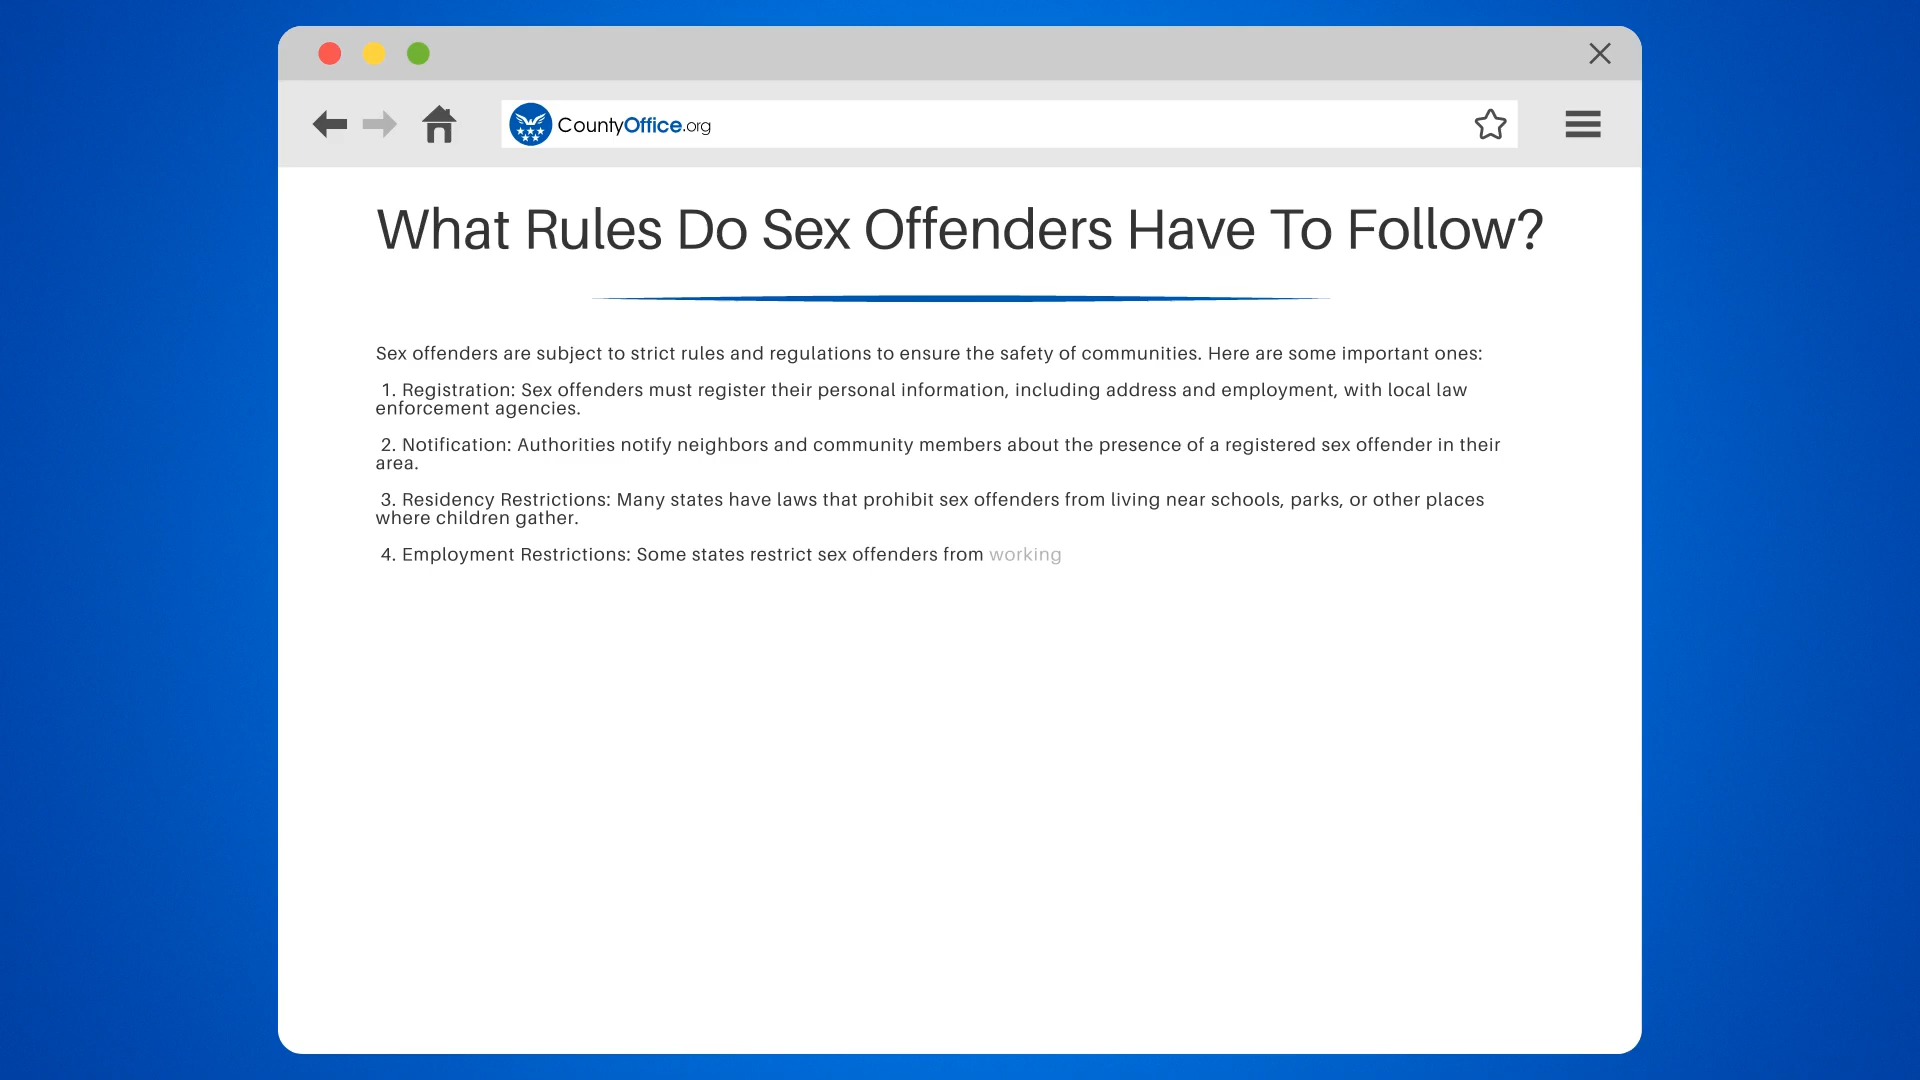 CountyOffice.org
What Rules Do Sex Offenders Have To Follow?
Sex offenders are subject to strict rules and regulations to ensure the safety of communities. Here are some important ones:
1. Registration: Sex offenders must register their personal information, including address and employment, with local law
enforcement agencies.
2. Notification: Authorities notify neighbors and community members about the presence of a registered sex offender in their
area.
3. Residency Restrictions: Many states have laws that prohibit sex offenders from living near schools, parks, or other places
where children gather.
4. Employment Restrictions: Some states restrict sex offenders from working